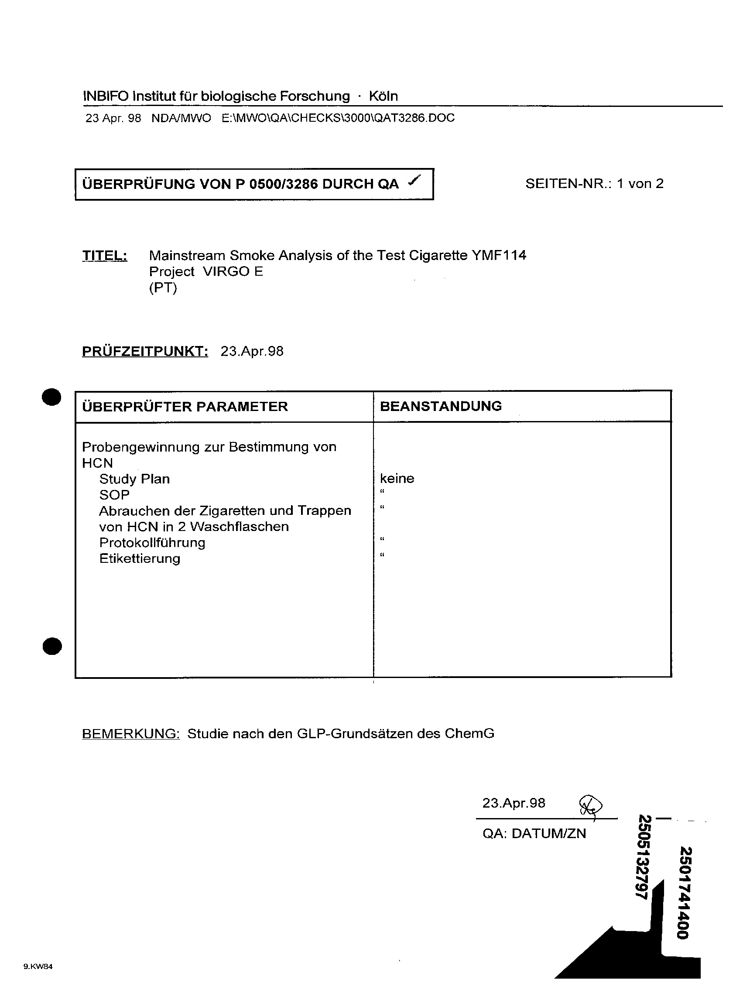 INBIFO Institut für biologische Forschung · Köln
23 Apr. 98 NDA/MWO E:\MWO\QA\CHECKS\3000\QAT3286.DOC
ÜBERPRÜFUNG VON P 0500/3286 DURCH QA ✓
SEITEN-NR.: 1 von 2
TITEL: Mainstream Smoke Analysis of the Test Cigarette YMF114
Project VIRGO E
(PT)
PRÜFZEITPUNKT: 23.Apr.98
ÜBERPRÜFTER PARAMETER BEANSTANDUNG
Probengewinnung zur Bestimmung von
HCN
Study Plan keine
SOP “
Abrauchen der Zigaretten und Trappen “
von HCN in 2 Waschflaschen
Protokollführung “
Etikettierung “
BEMERKUNG: Studie nach den GLP-Grundsätzen des ChemG
23.Apr.98
QA: DATUM/ZN
2505132797
2501741400
9.KW84